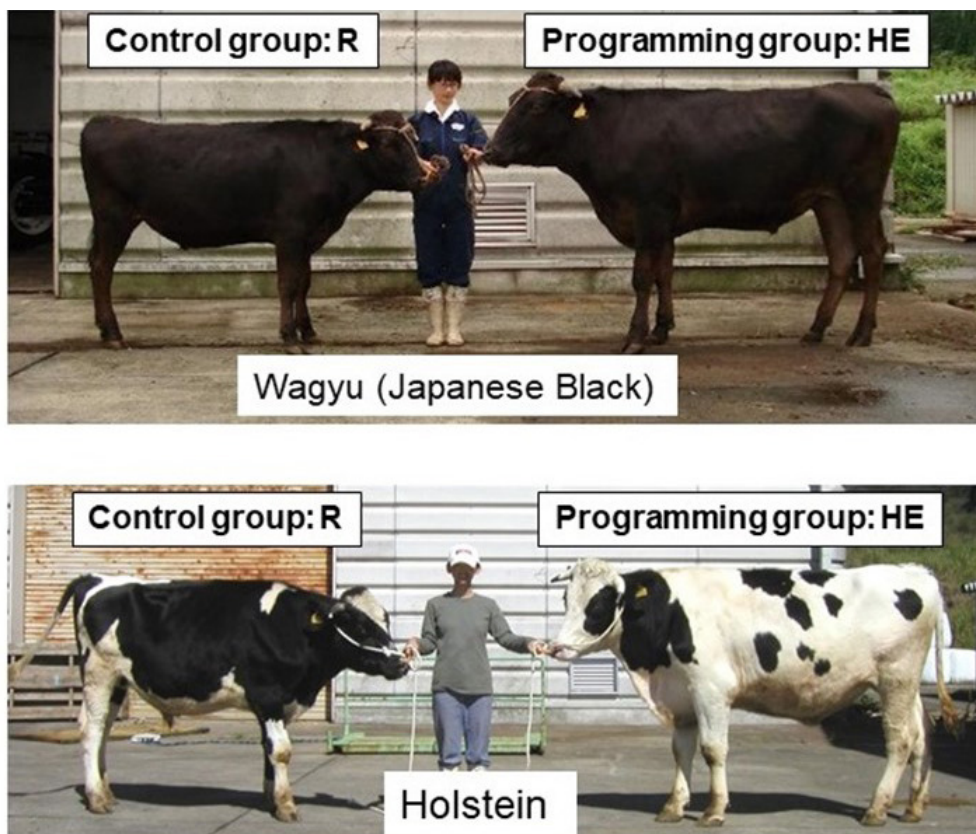 Control group: R
Programming group: HE
Wagyu (Japanese Black)
Control group: R
Programming group: HE
Holstein